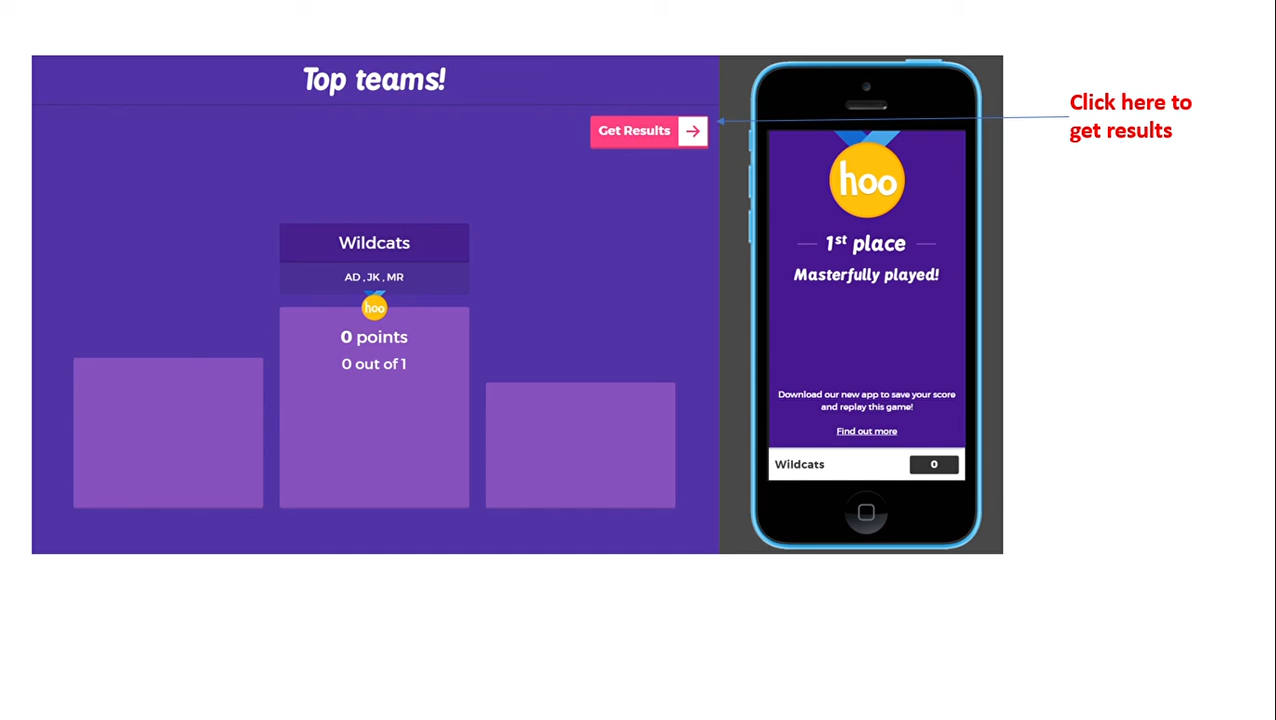 Top teams!
Get Results
Wildcats
AD , JK , MR
hoo
0 points
0 out of 1
hoo
1st place
Masterfully played!
Download our new app to save your score
and replay this game!
Find out more
Wildcats 0
Click here to
get results